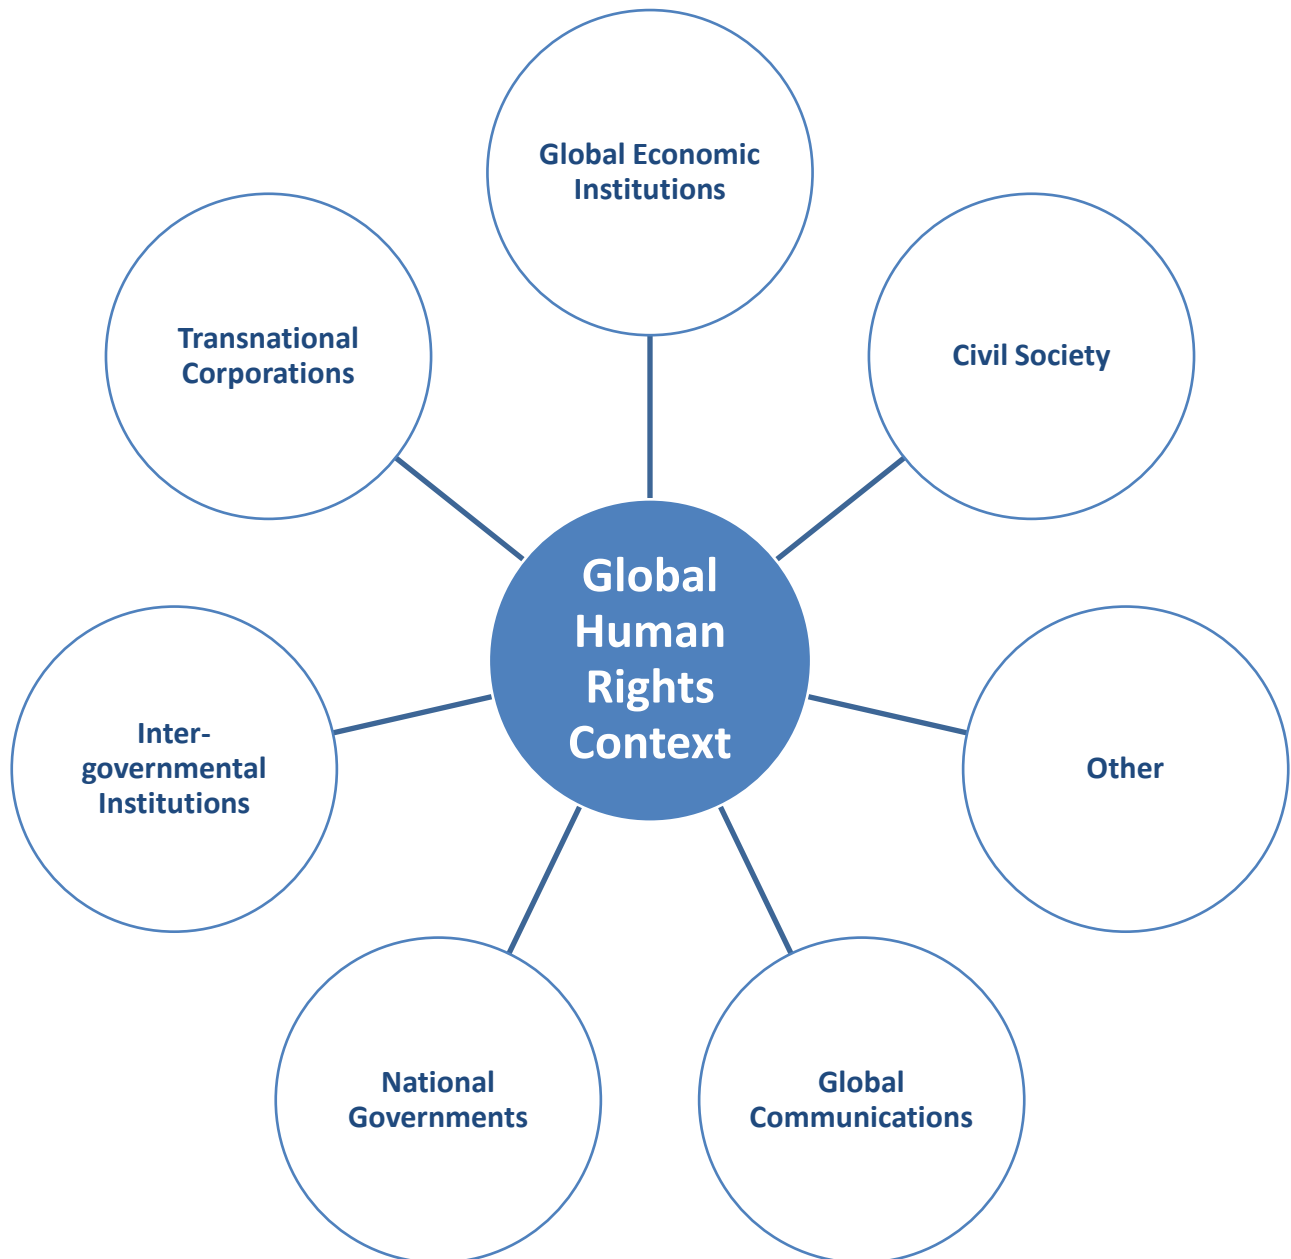 Global Economic
Institutions
Transnational
Corporations
Civil Society
Global
Human
Rights
Context
Inter-
governmental
Institutions
Other
National
Governments
Global
Communications